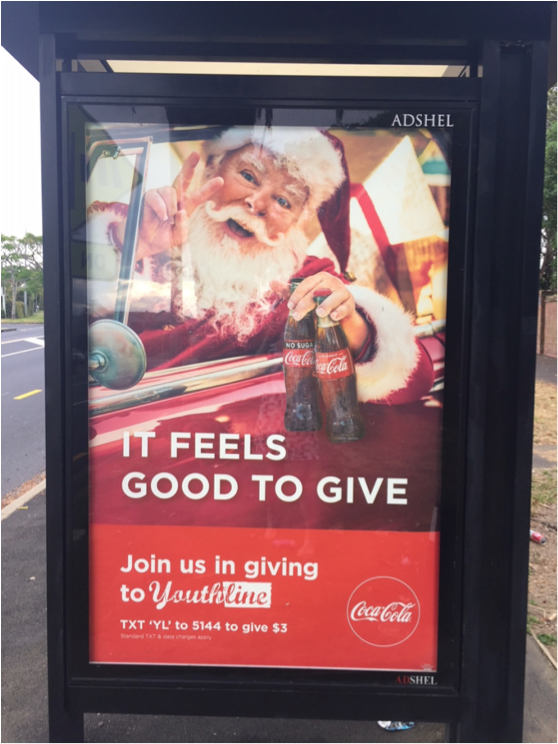 ADSHEL
NO SUGAR
Coca-Cola
Coca-Cola
IT FEELS
GOOD TO GIVE
Join us in giving
to Youthline
Coca-Cola
TXT 'YL' to 5144 to give $3
Standard TXT & data charges apply
ADSHEL